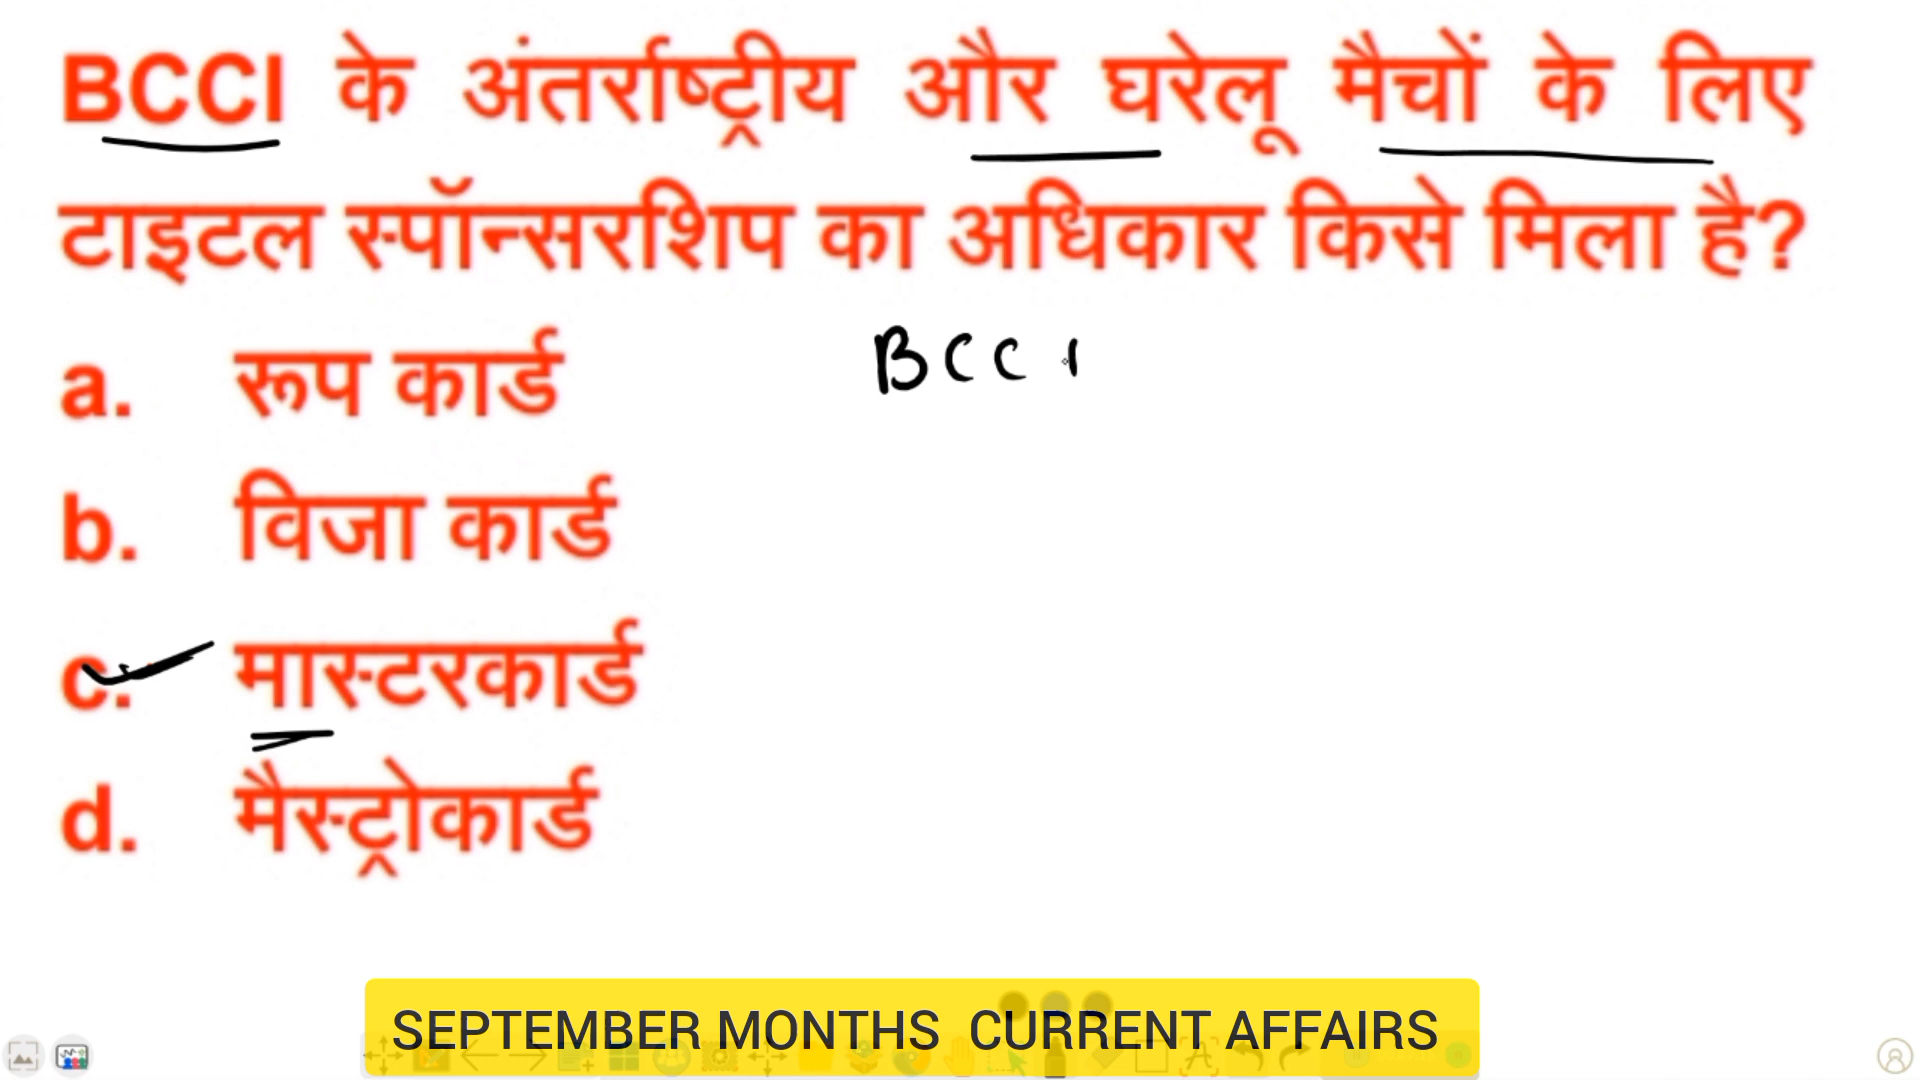 BCCI के अंतर्राष्ट्रीय और घरेलू मैचों के लिए
टाइटल स्पॉन्सरशिप का अधिकार किसे मिला है?
a. रूप कार्ड
BCCI
b. विजा कार्ड
c. मास्टरकार्ड
d. मैस्ट्रोकार्ड
SEPTEMBER MONTHS CURRENT AFFAIRS